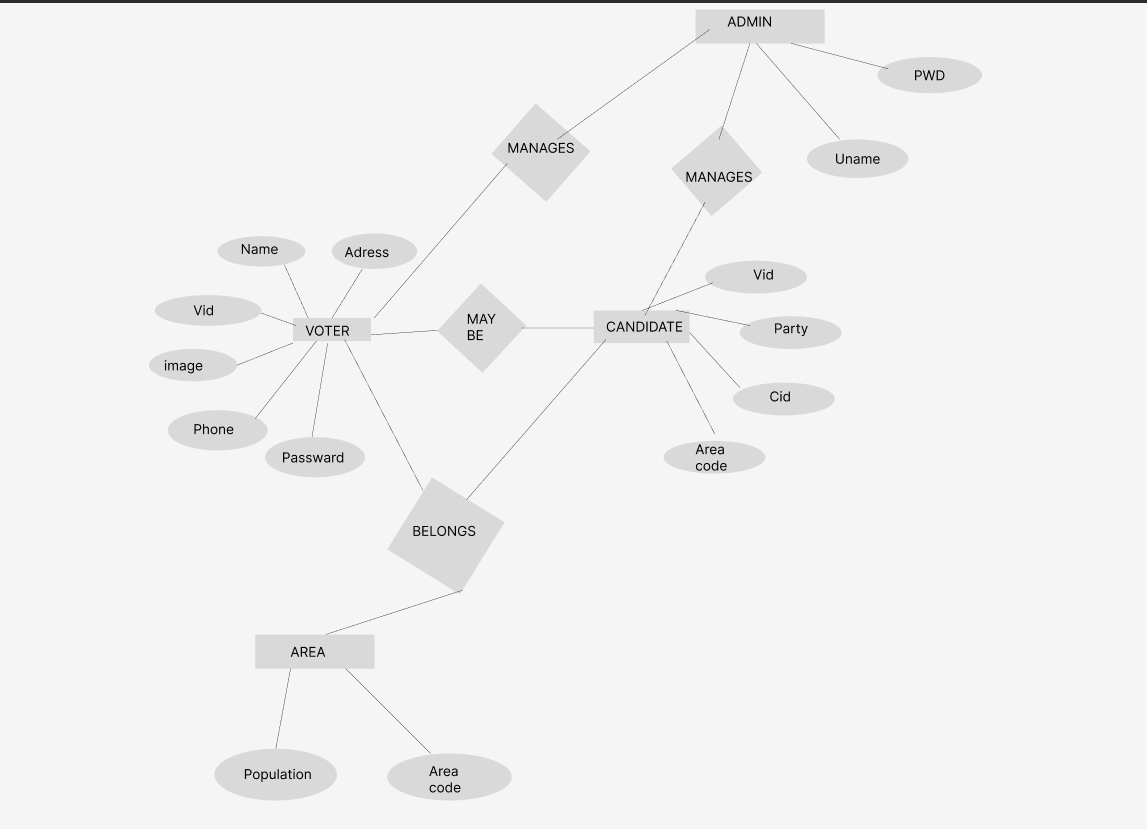 ADMIN
PWD
MANAGES
Uname
MANAGES
Name
Adress
Vid
Vid
MAY
BE
VOTER
CANDIDATE
Party
image
Cid
Phone
Passward
Area
code
BELONGS
AREA
Population
Area
code